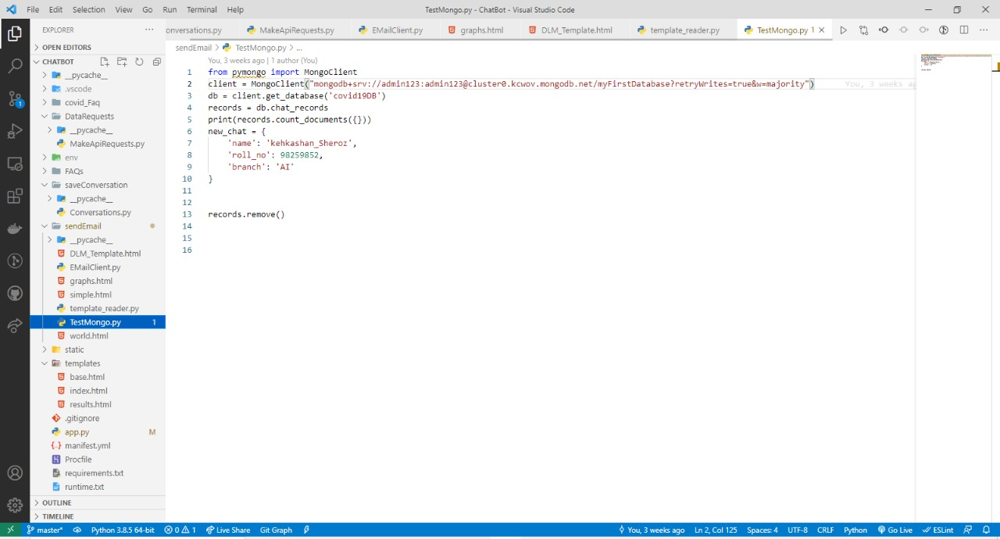 File Edit Selection View Go Run Terminal Help
TestMongo.py - ChatBot - Visual Studio Code
EXPLORER
onversations.py MakeApiRequests.py EMailClient.py graphs.html DLM_Template.html template_reader.py TestMongo.py 1
OPEN EDITORS
CHATBOT
__pycache__
.vscode
covid_Faq
DataRequests
__pycache__
MakeApiRequests.py
env
FAQs
saveConversation
__pycache__
Conversations.py
sendEmail
__pycache__
DLM_Template.html
EMailClient.py
graphs.html
simple.html
template_reader.py
TestMongo.py 1
world.html
static
templates
base.html
index.html
results.html
.gitignore
app.py M
manifest.yml
Procfile
requirements.txt
runtime.txt
OUTLINE
TIMELINE
1
sendEmail > TestMongo.py > ...
You, 3 weeks ago | 1 author (You)
1 from pymongo import MongoClient
2 client = MongoClient("mongodb+srv://admin123:admin123@cluster0.kcwov.mongodb.net/myFirstDatabase?retryWrites=true&w=majority") You, 3 weeks ag
3 db = client.get_database('covid19DB')
4 records = db.chat_records
5 print(records.count_documents({}))
6 new_chat = {
7 'name': 'kehkashan_Sheroz',
8 'roll_no': 98259852,
9 'branch': 'AI'
10 }
11
12
13 records.remove()
14
15
16
master* Python 3.8.5 64-bit 0 1 Live Share Git Graph You, 3 weeks ago Ln 2, Col 125 Spaces: 4 UTF-8 CRLF Python Go Live ESLint